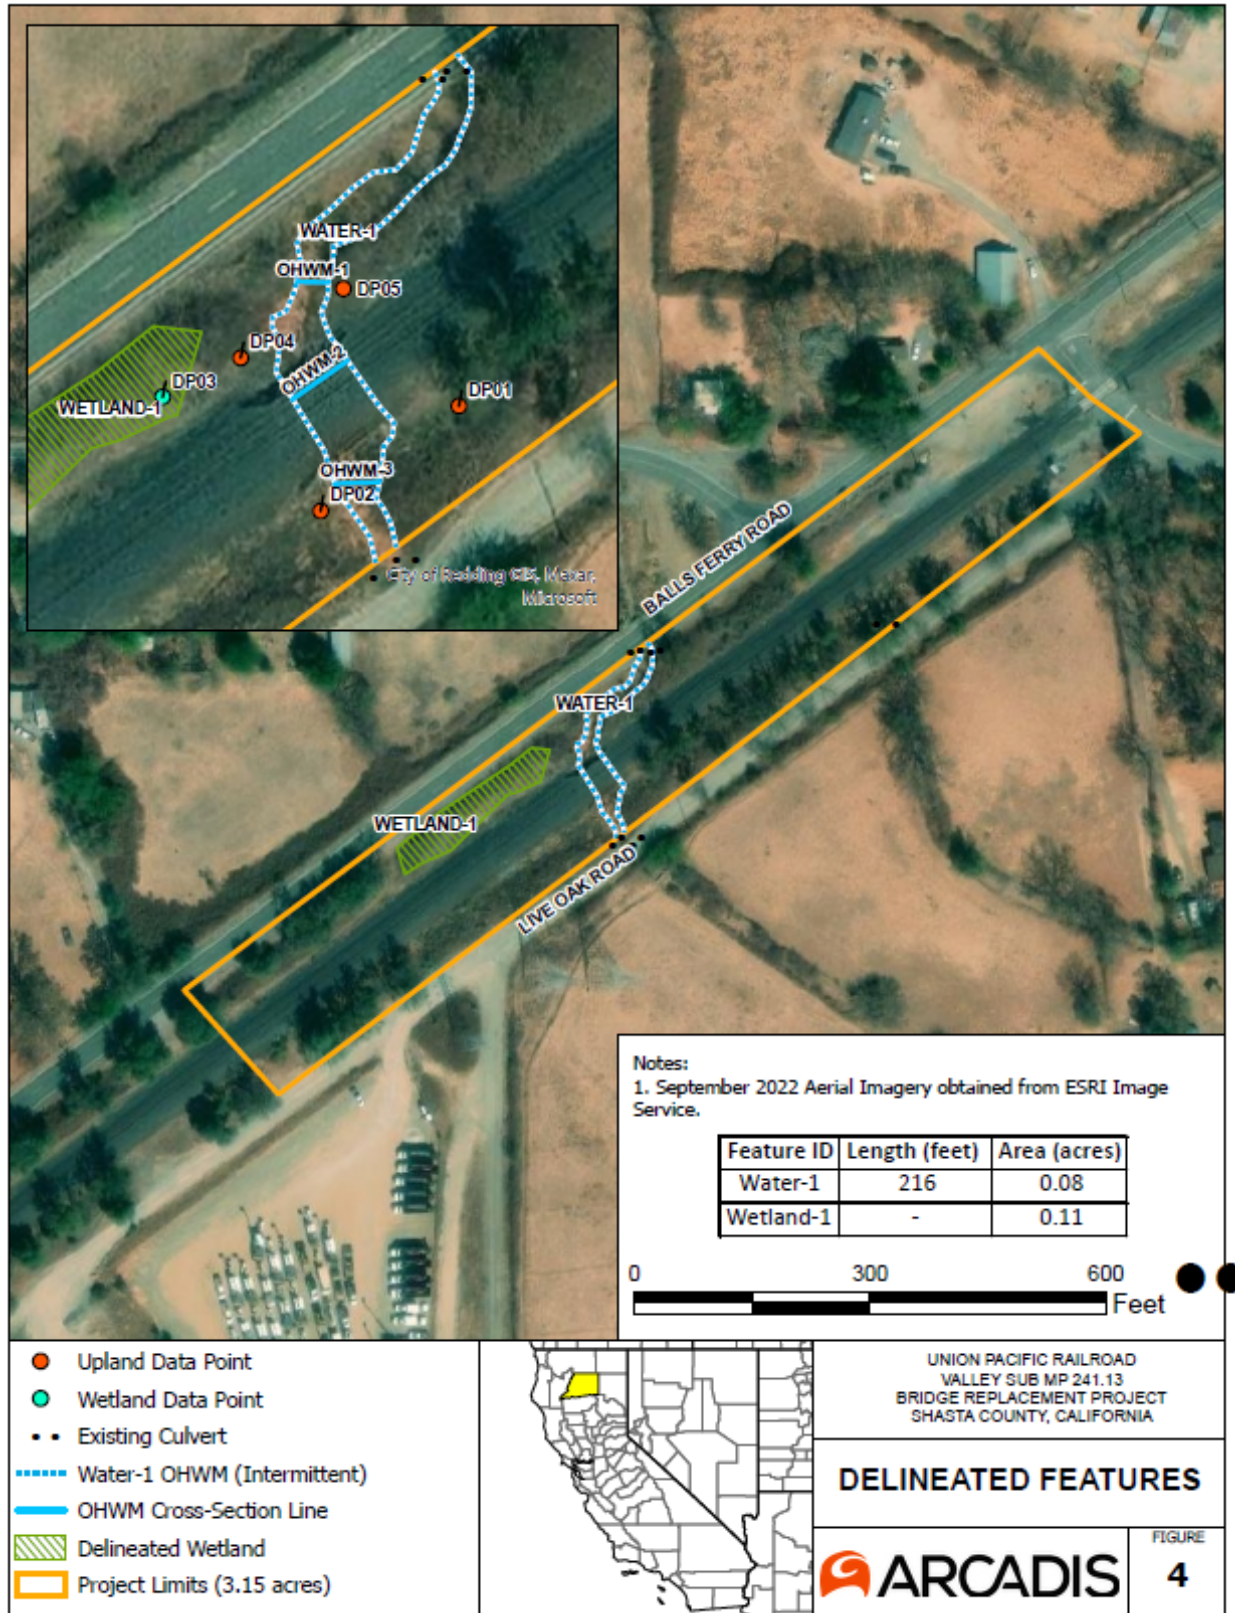 WATER-1
OHWM-1
DP05
DP04
OHWM-2
DP03
WETLAND-1
DP01
OHWM-3
DP02
City of Redding GIS, Maxar,
Microsoft
BALLS FERRY ROAD
WATER-1
WETLAND-1
LIVE OAK ROAD
Notes:
1. September 2022 Aerial Imagery obtained from ESRI Image
Service.
Feature ID Length (feet) Area (acres)
Water-1 216 0.08
Wetland-1 - 0.11
0 300 600
Feet
Upland Data Point
Wetland Data Point
Existing Culvert
Water-1 OHWM (Intermittent)
OHWM Cross-Section Line
Delineated Wetland
Project Limits (3.15 acres)
UNION PACIFIC RAILROAD
VALLEY SUB MP 241.13
BRIDGE REPLACEMENT PROJECT
SHASTA COUNTY, CALIFORNIA
DELINEATED FEATURES
ARCADIS
FIGURE
4